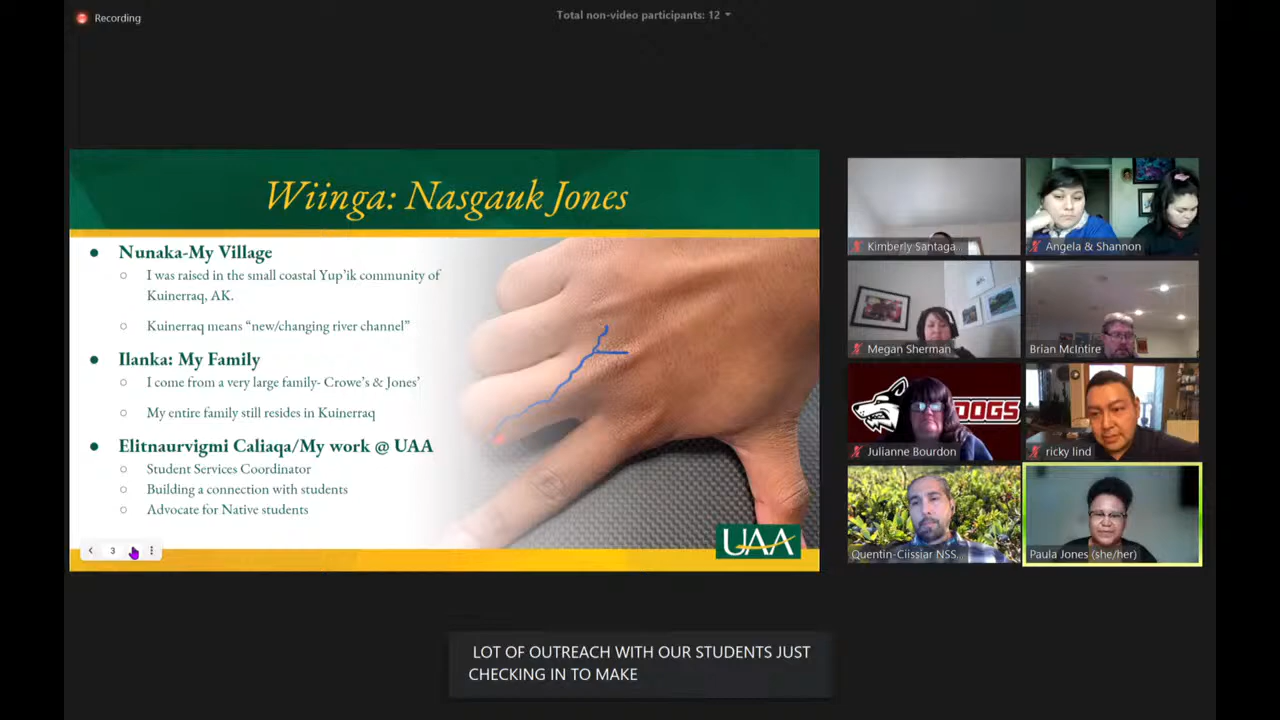 Recording
Total non-video participants: 12
Wiinga: Nasgauk Jones
Nunaka-My Village
I was raised in the small coastal Yup'ik community of
Kuinerraq, AK.
Kuinerraq means “new/changing river channel”
Ilanka: My Family
I come from a very large family- Crowe's & Jones'
My entire family still resides in Kuinerraq
Elitnaurvigmi Caliaqa/My work @ UAA
Student Services Coordinator
Building a connection with students
Advocate for Native students
3
UAA
Kimberly Santaga...
Angela & Shannon
Megan Sherman
Brian McIntire
DOGS
Julianne Bourdon
ricky lind
Quentin-Ciissiar NSS...
Paula Jones (she/her)
LOT OF OUTREACH WITH OUR STUDENTS JUST
CHECKING IN TO MAKE